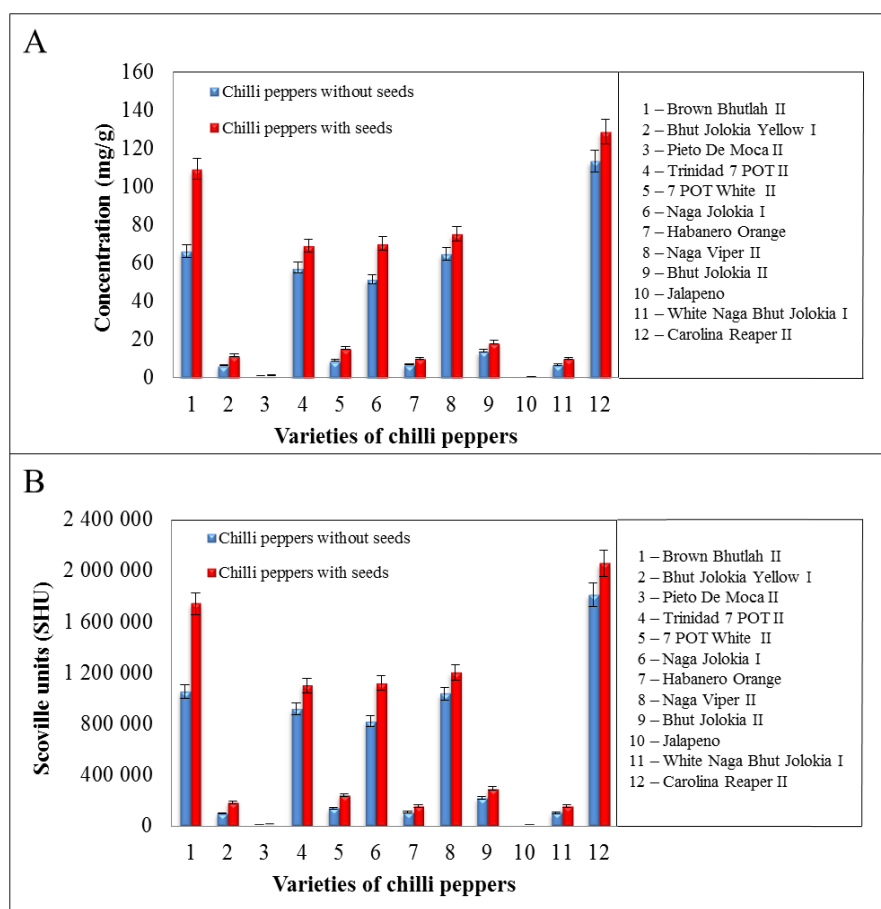 A
160
140
120
100
80
60
40
20
0
Concentration (mg/g)
Chilli peppers without seeds
Chilli peppers with seeds
1 2 3 4 5 6 7 8 9 10 11 12
Varieties of chilli peppers
1 – Brown Bhutlah II
2 – Bhut Jolokia Yellow I
3 – Pieto De Moca II
4 – Trinidad 7 POT II
5 – 7 POT White II
6 – Naga Jolokia I
7 – Habanero Orange
8 – Naga Viper II
9 – Bhut Jolokia II
10 – Jalapeno
11 – White Naga Bhut Jolokia I
12 – Carolina Reaper II
B
2 400 000
2 000 000
1 600 000
1 200 000
800 000
400 000
0
Scoville units (SHU)
Chilli peppers without seeds
Chilli peppers with seeds
1 2 3 4 5 6 7 8 9 10 11 12
Varieties of chilli peppers
1 – Brown Bhutlah II
2 – Bhut Jolokia Yellow I
3 – Pieto De Moca II
4 – Trinidad 7 POT II
5 – 7 POT White II
6 – Naga Jolokia I
7 – Habanero Orange
8 – Naga Viper II
9 – Bhut Jolokia II
10 – Jalapeno
11 – White Naga Bhut Jolokia I
12 – Carolina Reaper II